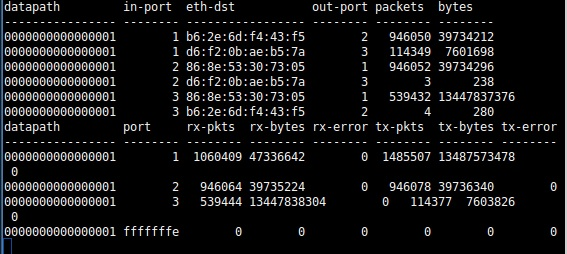 datapath in-port eth-dst out-port packets bytes
---------------- -------- ----------------- -------- -------- --------
0000000000000001 1 b6:2e:6d:f4:43:f5 2 946050 39734212
0000000000000001 1 d6:f2:0b:ae:b5:7a 3 114349 7601698
0000000000000001 2 86:8e:53:30:73:05 1 946052 39734296
0000000000000001 2 d6:f2:0b:ae:b5:7a 3 3 238
0000000000000001 3 86:8e:53:30:73:05 1 539432 13447837376
0000000000000001 3 b6:2e:6d:f4:43:f5 2 4 280
datapath port rx-pkts rx-bytes rx-error tx-pkts tx-bytes tx-error
---------------- -------- -------- -------- -------- -------- -------- --------
0000000000000001 1 1060409 47336642 0 1485507 13487573478
0
0000000000000001 2 946064 39735224 0 946078 39736340 0
0000000000000001 3 539444 13447838304 0 114377 7603826
0
0000000000000001 fffffffe 0 0 0 0 0 0